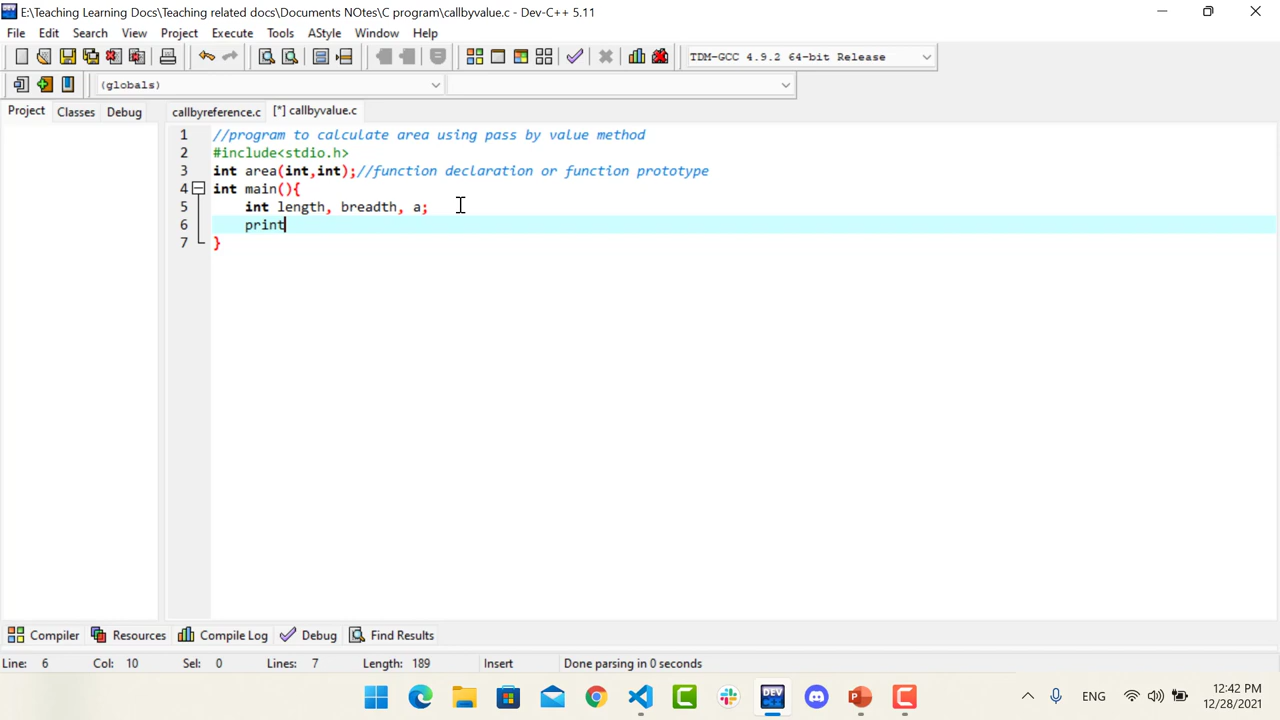 E:\Teaching Learning Docs\Teaching related docs\Documents NOtes\C program\callbyvalue.c - Dev-C++ 5.11
File Edit Search View Project Execute Tools AStyle Window Help
TDM-GCC 4.9.2 64-bit Release
(globals)
Project Classes Debug callbyreference.c [*] callbyvalue.c
1 //program to calculate area using pass by value method
2 #include<stdio.h>
3 int area(int,int);//function declaration or function prototype
4 int main(){
5 int length, breadth, a;
6 print
7 }
Compiler Resources Compile Log Debug Find Results
Line: 6 Col: 10 Sel: 0 Lines: 7 Length: 189 Insert Done parsing in 0 seconds
DEV ENG 12:42 PM
12/28/2021